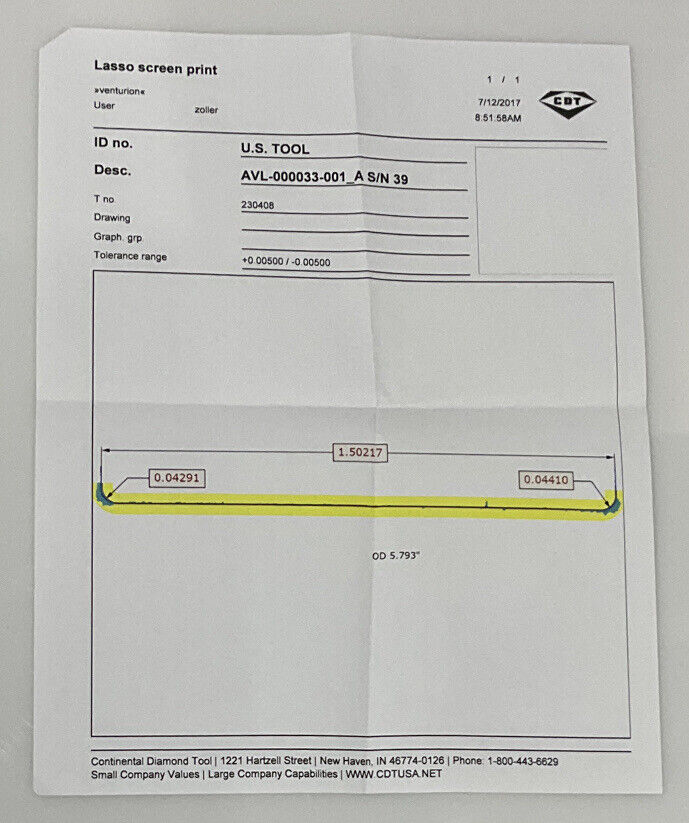 Lasso screen print
1 / 1
»venturion«
User zoller
7/12/2017
8:51:58AM
CDT
ID no. U.S. TOOL
Desc. AVL-000033-001_A S/N 39
T no 230408
Drawing
Graph. grp.
Tolerance range +0.00500 / -0.00500
1.50217
0.04291
0.04410
OD 5.793"
Continental Diamond Tool | 1221 Hartzell Street | New Haven, IN 46774-0126 | Phone: 1-800-443-6629
Small Company Values | Large Company Capabilities | WWW.CDTUSA.NET